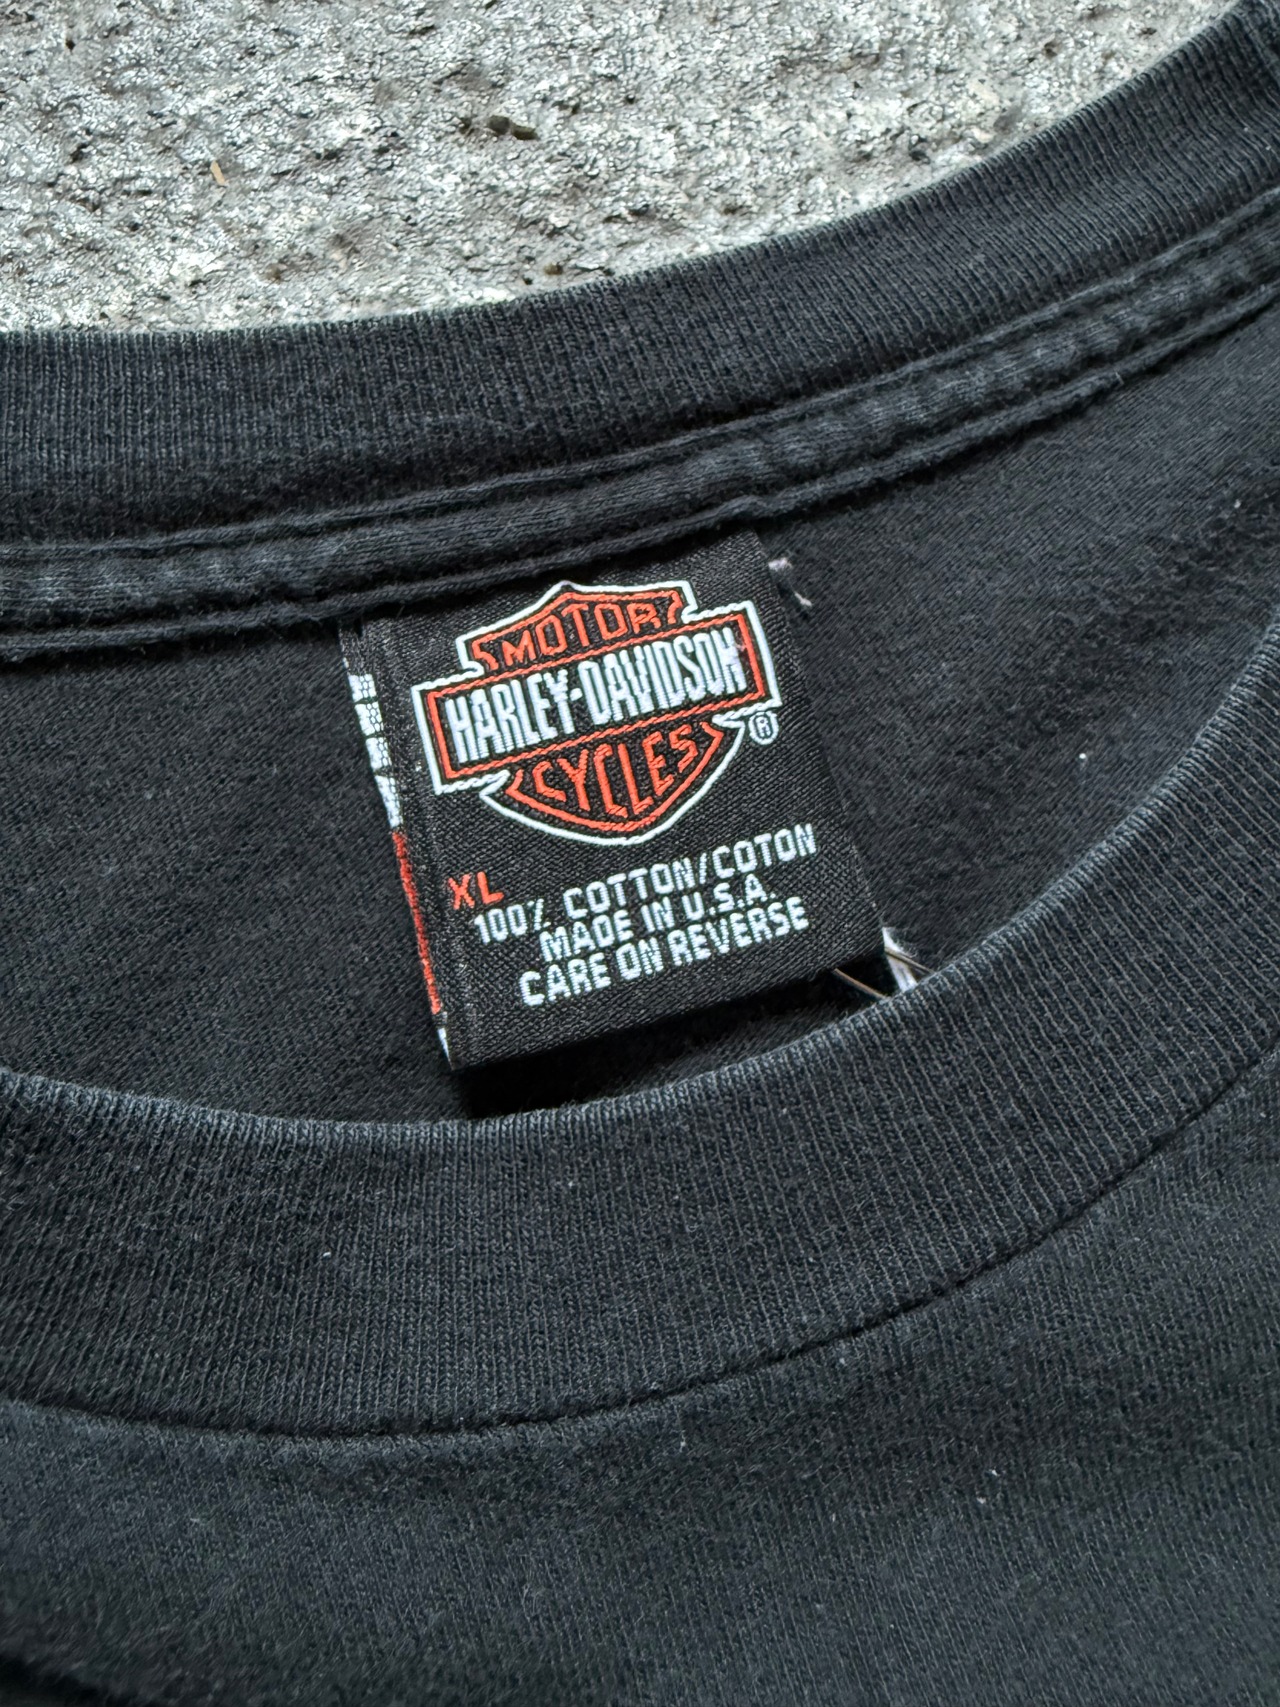 MOTOR
HARLEY-DAVIDSON
CYCLES
®
XL
100% COTTON/COTON
MADE IN U.S.A.
CARE ON REVERSE